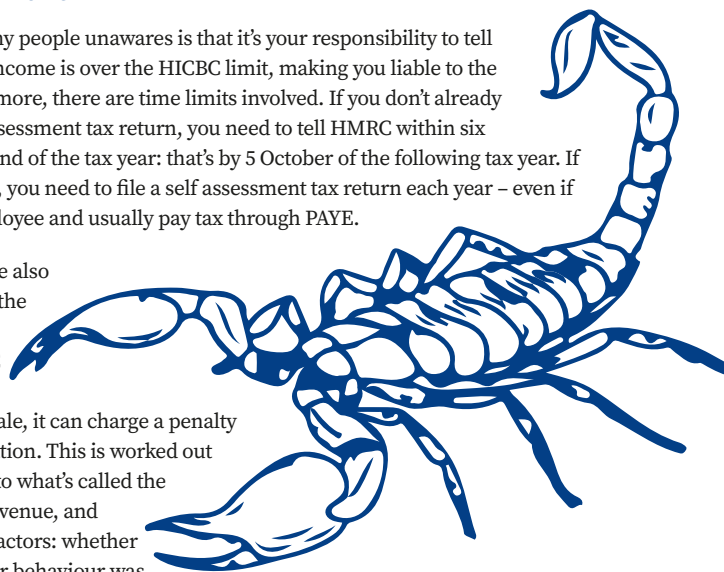 ny people unawares is that it’s your responsibility to tell
ncome is over the HICBC limit, making you liable to the
more, there are time limits involved. If you don’t already
ssessment tax return, you need to tell HMRC within six
nd of the tax year: that’s by 5 October of the following tax year. If
, you need to file a self assessment tax return each year – even if
loyee and usually pay tax through PAYE.
e also
the
ale, it can charge a penalty
tion. This is worked out
to what’s called the
venue, and
actors: whether
r behaviour was